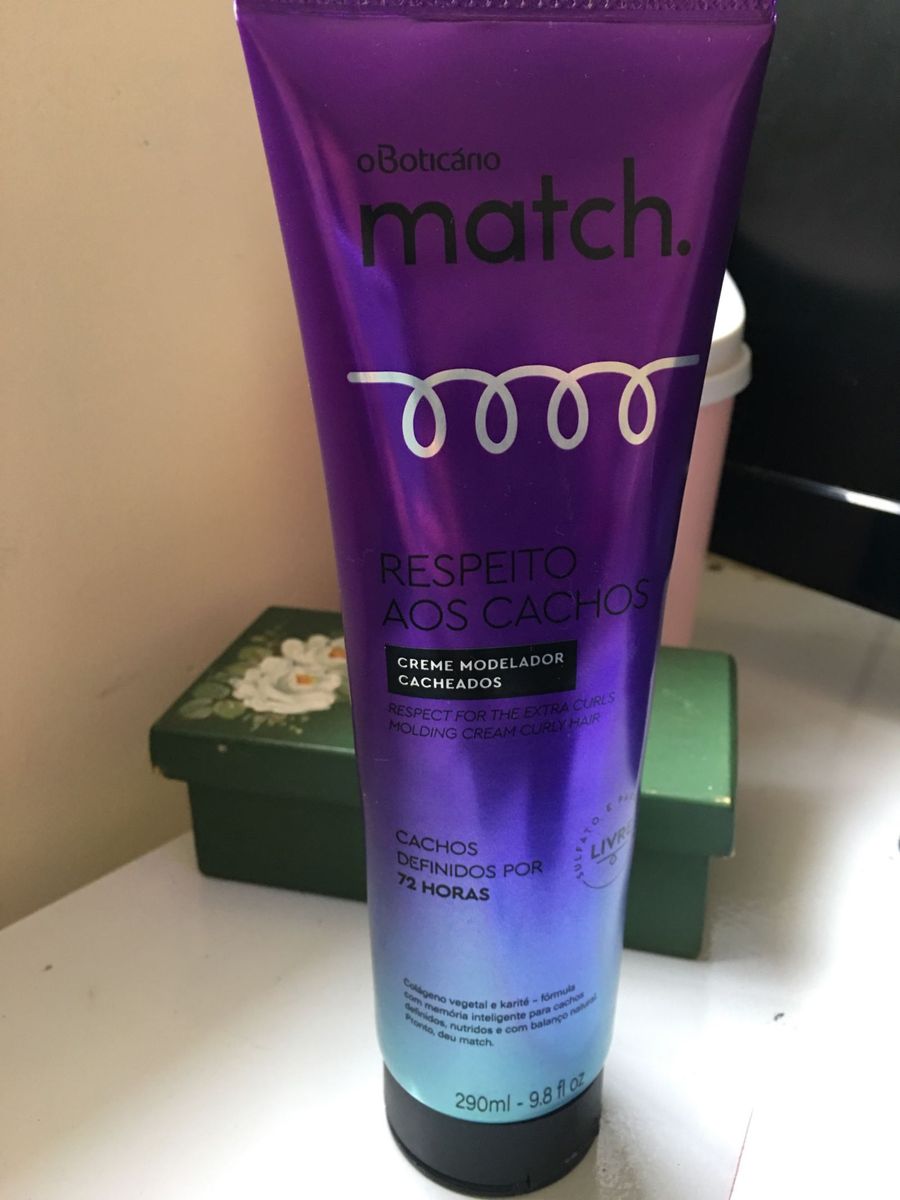 oBoticário
match.
RESPEITO
AOS CACHOS
CREME MODELADOR
CACHEADOS
RESPECT FOR THE EXTRA CURLS
MOLDING CREAM CURLY HAIR
CACHOS
DEFINIDOS POR
72 HORAS
SULFATO E
LIVRE
Colágeno vegetal e karité - fórmula
com memória inteligente para cachos
definidos, nutridos e com balanço natural.
Pronto, deu match.
290ml - 9.8 fl oz